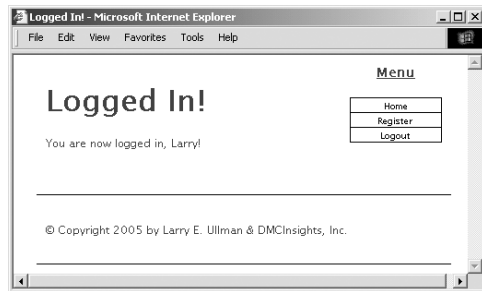 Logged In! - Microsoft Internet Explorer
File Edit View Favorites Tools Help
Menu
Logged In!
Home
Register
Logout
You are now logged in, Larry!
© Copyright 2005 by Larry E. Ullman & DMCInsights, Inc.